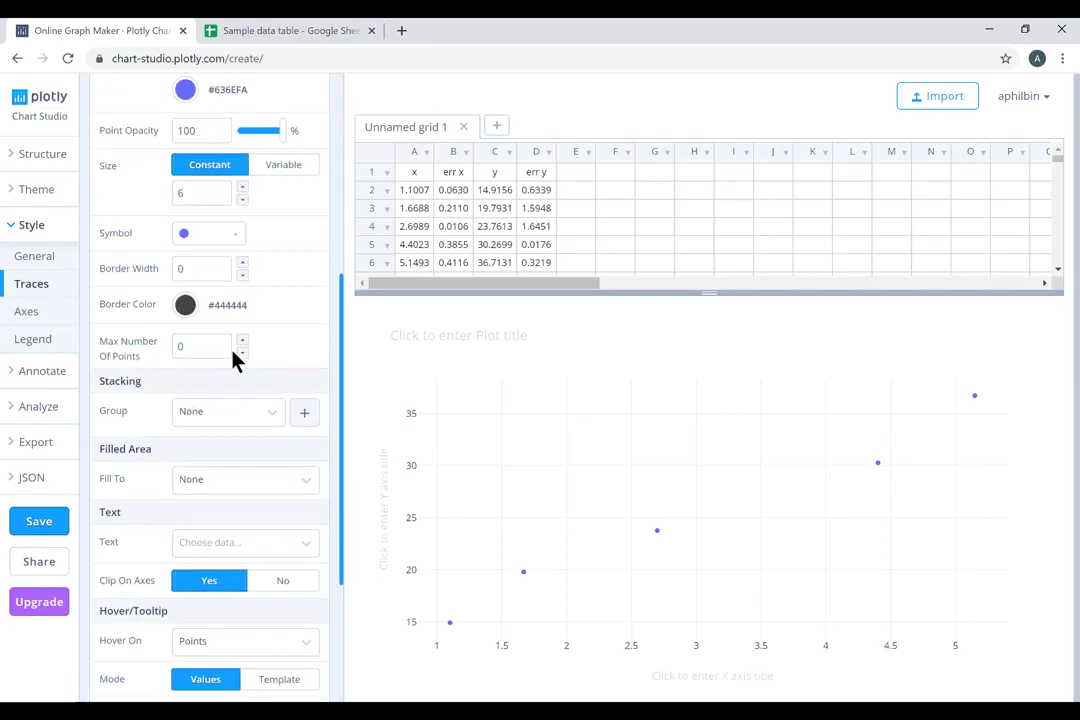 Online Graph Maker · Plotly Cha
Sample data table - Google Shee
chart-studio.plotly.com/create/
A
plotly
Chart Studio
Structure
Theme
Style
General
Traces
Axes
Legend
Annotate
Analyze
Export
JSON
Save
Share
Upgrade
#636EFA
Point Opacity 100 %
Size Constant Variable
6
Symbol
Border Width 0
Border Color #444444
Max Number 0
Of Points
Stacking
Group None
Filled Area
Fill To None
Text
Text Choose data...
Clip On Axes Yes No
Hover/Tooltip
Hover On Points
Mode Values Template
Import
aphilbin
Unnamed grid 1
A B C D E F G H I J K L M N O P
1 x err x y err y
2 1.1007 0.0630 14.9156 0.6339
3 1.6688 0.2110 19.7931 1.5948
4 2.6989 0.0106 23.7613 1.6451
5 4.4023 0.3855 30.2699 0.0176
6 5.1493 0.4116 36.7131 0.3219
Click to enter Plot title
Click to enter Y axis title
35
30
25
20
15
1 1.5 2 2.5 3 3.5 4 4.5 5
Click to enter X axis title